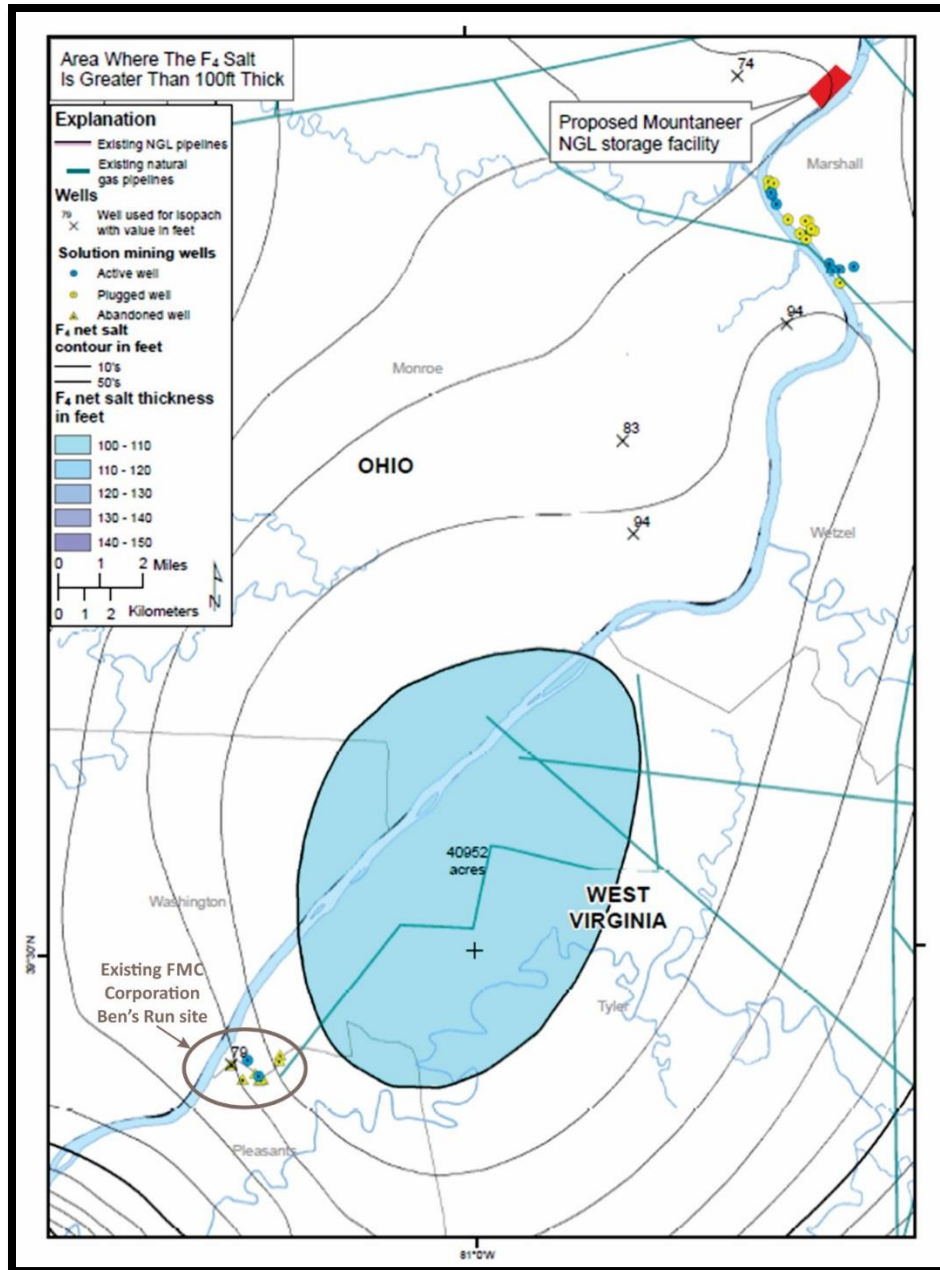 Area Where The F₄ Salt
Is Greater Than 100ft Thick
Explanation
Existing NGL pipelines
Existing natural
gas pipelines
Wells
79 Well used for Isopach
with value in feet
Solution mining wells
Active well
Plugged well
Abandoned well
F₄ net salt
contour in feet
10's
50's
F₄ net salt thickness
in feet
100 - 110
110 - 120
120 - 130
130 - 140
140 - 150
0 1 2 Miles
0 1 2 Kilometers
N
74
Proposed Mountaneer
NGL storage facility
Marshall
94
Monroe
83
OHIO
94
Wetzel
40952
acres
WEST
VIRGINIA
Washington
39°30'N
Existing FMC
Corporation
Ben's Run site
Tyler
79
Pleasants
81°0'W